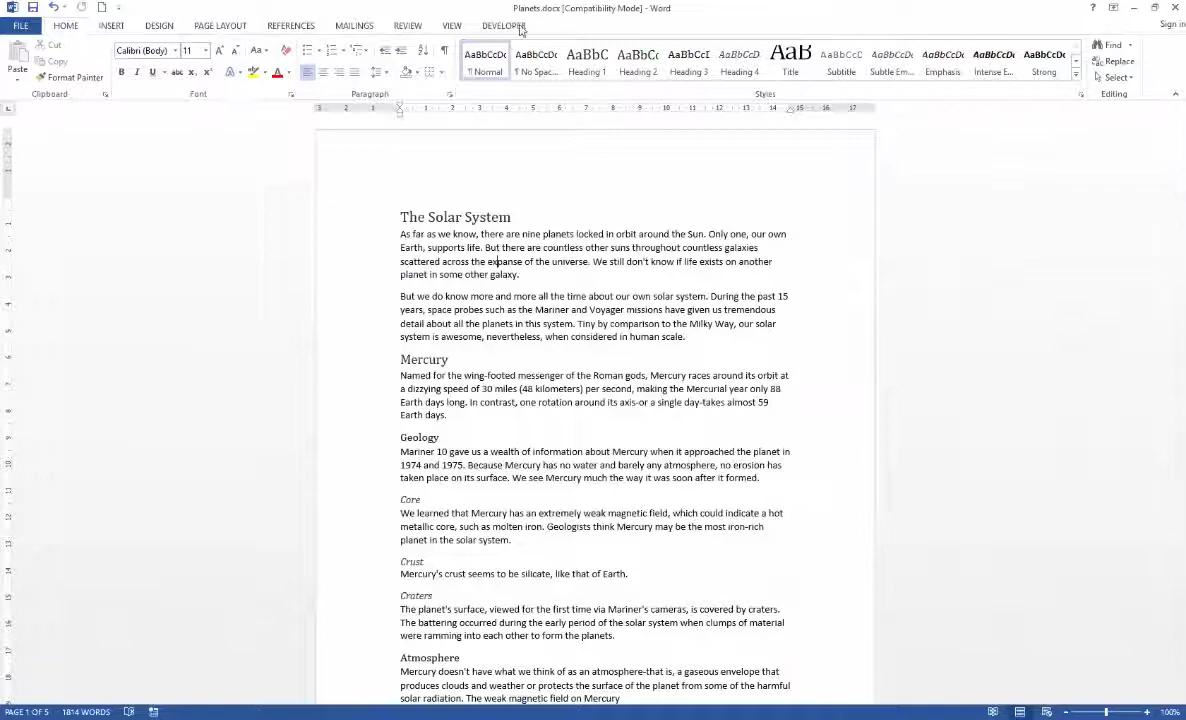 Planets.docx [Compatibility Mode] - Word
FILE HOME INSERT DESIGN PAGE LAYOUT REFERENCES MAILINGS REVIEW VIEW DEVELOPER Sign in
Paste Cut Copy Format Painter
Calibri (Body) 11
AaBbCcDc AaBbCcDc AaBbC AaBbCc AaBbCcI AaBbCcD AaB AaBbCcC AaBbCcDc AaBbCcDc AaBbCcDc AaBbCcDc
¶ Normal ¶ No Spac... Heading 1 Heading 2 Heading 3 Heading 4 Title Subtitle Subtle Em... Emphasis Intense E... Strong
Find
Replace
Select
Clipboard Font Paragraph Styles Editing
3 2 1 1 2 3 4 5 6 7 8 9 10 11 12 13 14 15 16 17
The Solar System
As far as we know, there are nine planets locked in orbit around the Sun. Only one, our own
Earth, supports life. But there are countless other suns throughout countless galaxies
scattered across the expanse of the universe. We still don't know if life exists on another
planet in some other galaxy.
But we do know more and more all the time about our own solar system. During the past 15
years, space probes such as the Mariner and Voyager missions have given us tremendous
detail about all the planets in this system. Tiny by comparison to the Milky Way, our solar
system is awesome, nevertheless, when considered in human scale.
Mercury
Named for the wing-footed messenger of the Roman gods, Mercury races around its orbit at
a dizzying speed of 30 miles (48 kilometers) per second, making the Mercurial year only 88
Earth days long. In contrast, one rotation around its axis-or a single day-takes almost 59
Earth days.
Geology
Mariner 10 gave us a wealth of information about Mercury when it approached the planet in
1974 and 1975. Because Mercury has no water and barely any atmosphere, no erosion has
taken place on its surface. We see Mercury much the way it was soon after it formed.
Core
We learned that Mercury has an extremely weak magnetic field, which could indicate a hot
metallic core, such as molten iron. Geologists think Mercury may be the most iron-rich
planet in the solar system.
Crust
Mercury's crust seems to be silicate, like that of Earth.
Craters
The planet's surface, viewed for the first time via Mariner's cameras, is covered by craters.
The battering occurred during the early period of the solar system when clumps of material
were ramming into each other to form the planets.
Atmosphere
Mercury doesn't have what we think of as an atmosphere-that is, a gaseous envelope that
produces clouds and weather or protects the surface of the planet from some of the harmful
solar radiation. The weak magnetic field on Mercury
PAGE 1 OF 5 1814 WORDS 100%